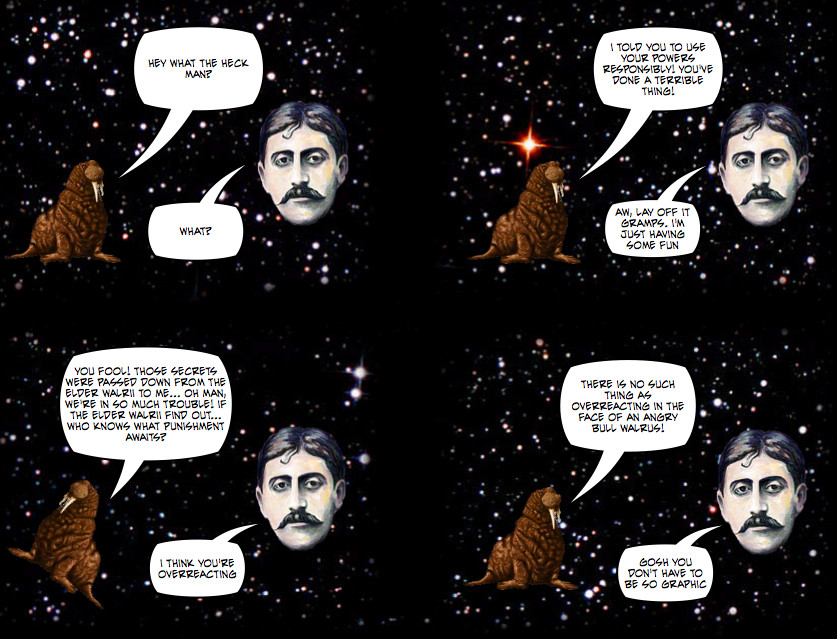 HEY WHAT THE HECK
MAN?
WHAT?
I TOLD YOU TO USE
YOUR POWERS
RESPONSIBLY! YOU'VE
DONE A TERRIBLE
THING!
AW, LAY OFF IT
GRAMPS. I'M
JUST HAVING
SOME FUN
YOU FOOL! THOSE SECRETS
WERE PASSED DOWN FROM THE
ELDER WALRII TO ME... OH MAN,
WE'RE IN SO MUCH TROUBLE! IF
THE ELDER WALRII FIND OUT...
WHO KNOWS WHAT PUNISHMENT
AWAITS?
I THINK YOU'RE
OVERREACTING
THERE IS NO SUCH
THING AS
OVERREACTING IN THE
FACE OF AN ANGRY
BULL WALRUS!
GOSH YOU
DON'T HAVE TO
BE SO GRAPHIC